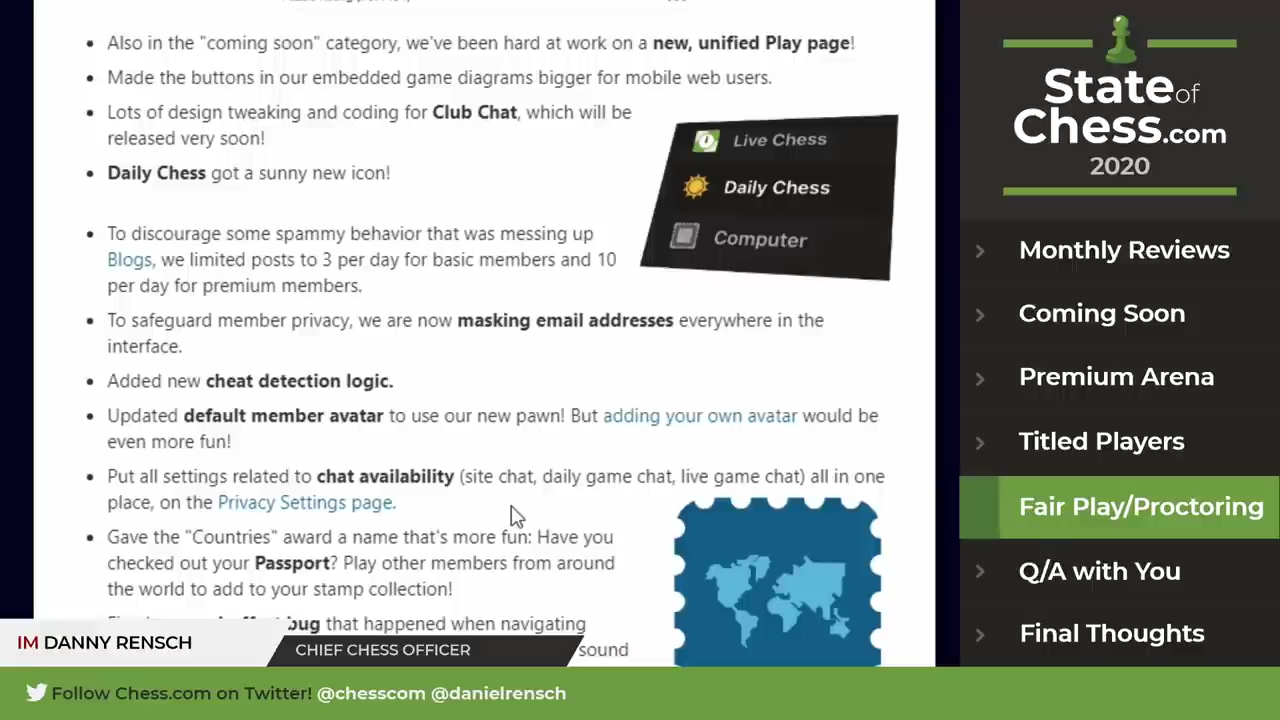 Also in the "coming soon" category, we've been hard at work on a new, unified Play page!
Made the buttons in our embedded game diagrams bigger for mobile web users.
Lots of design tweaking and coding for Club Chat, which will be
released very soon!
Daily Chess got a sunny new icon!
Live Chess
Daily Chess
Computer
To discourage some spammy behavior that was messing up
Blogs, we limited posts to 3 per day for basic members and 10
per day for premium members.
To safeguard member privacy, we are now masking email addresses everywhere in the
interface.
Added new cheat detection logic.
Updated default member avatar to use our new pawn! But adding your own avatar would be
even more fun!
Put all settings related to chat availability (site chat, daily game chat, live game chat) all in one
place, on the Privacy Settings page.
Gave the "Countries" award a name that's more fun: Have you
checked out your Passport? Play other members from around
the world to add to your stamp collection!
bug that happened when navigating
sound
State of
Chess.com
2020
Monthly Reviews
Coming Soon
Premium Arena
Titled Players
Fair Play/Proctoring
Q/A with You
Final Thoughts
IM DANNY RENSCH
CHIEF CHESS OFFICER
Follow Chess.com on Twitter! @chesscom @danielrensch